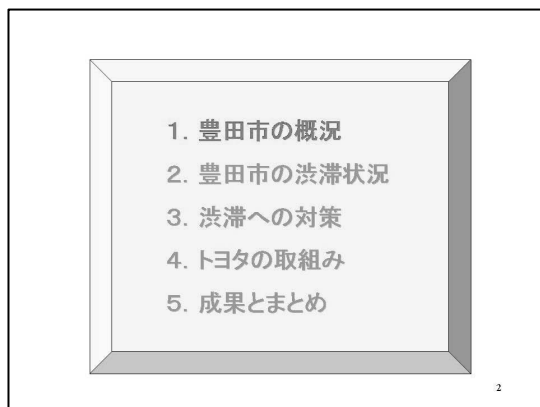 1. 豊田市の概況
2. 豊田市の渋滞状況
3. 渋滞への対策
4. トヨタの取組み
5. 成果とまとめ
2